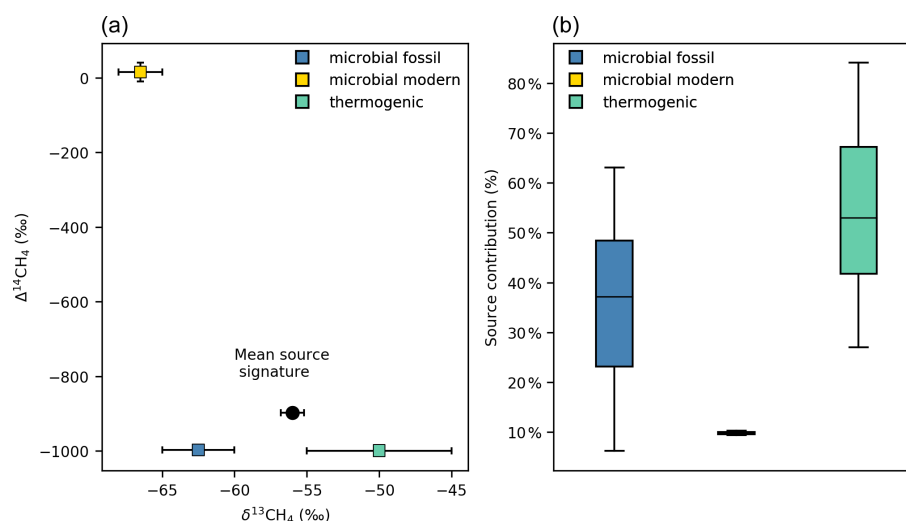 (a)
microbial fossil
microbial modern
thermogenic
0
−200
−400
−600
−800
−1000
Δ¹⁴CH₄ (‰)
Mean source
signature
−65
−60
−55
−50
−45
δ¹³CH₄ (‰)
(b)
microbial fossil
microbial modern
thermogenic
80%
70%
60%
50%
40%
30%
20%
10%
Source contribution (%)